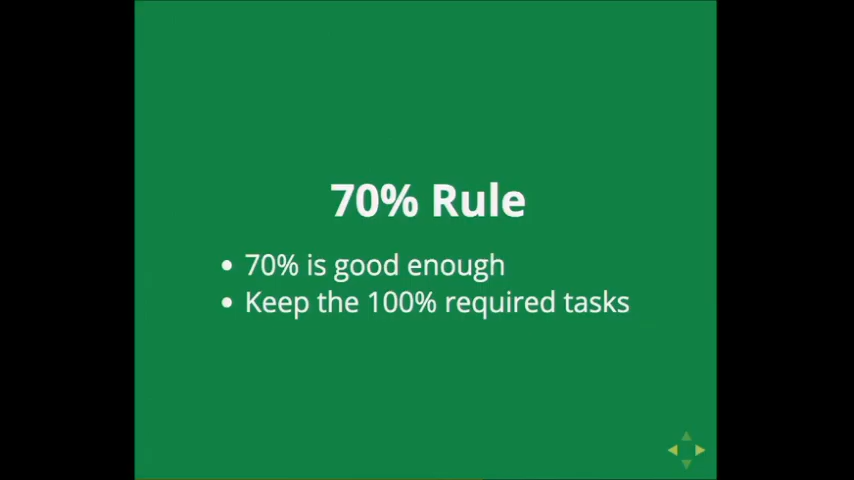 70% Rule
70% is good enough
Keep the 100% required tasks